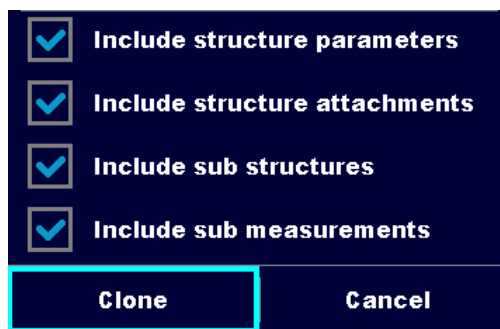 Include structure parameters
Include structure attachments
Include sub structures
Include sub measurements
Clone Cancel